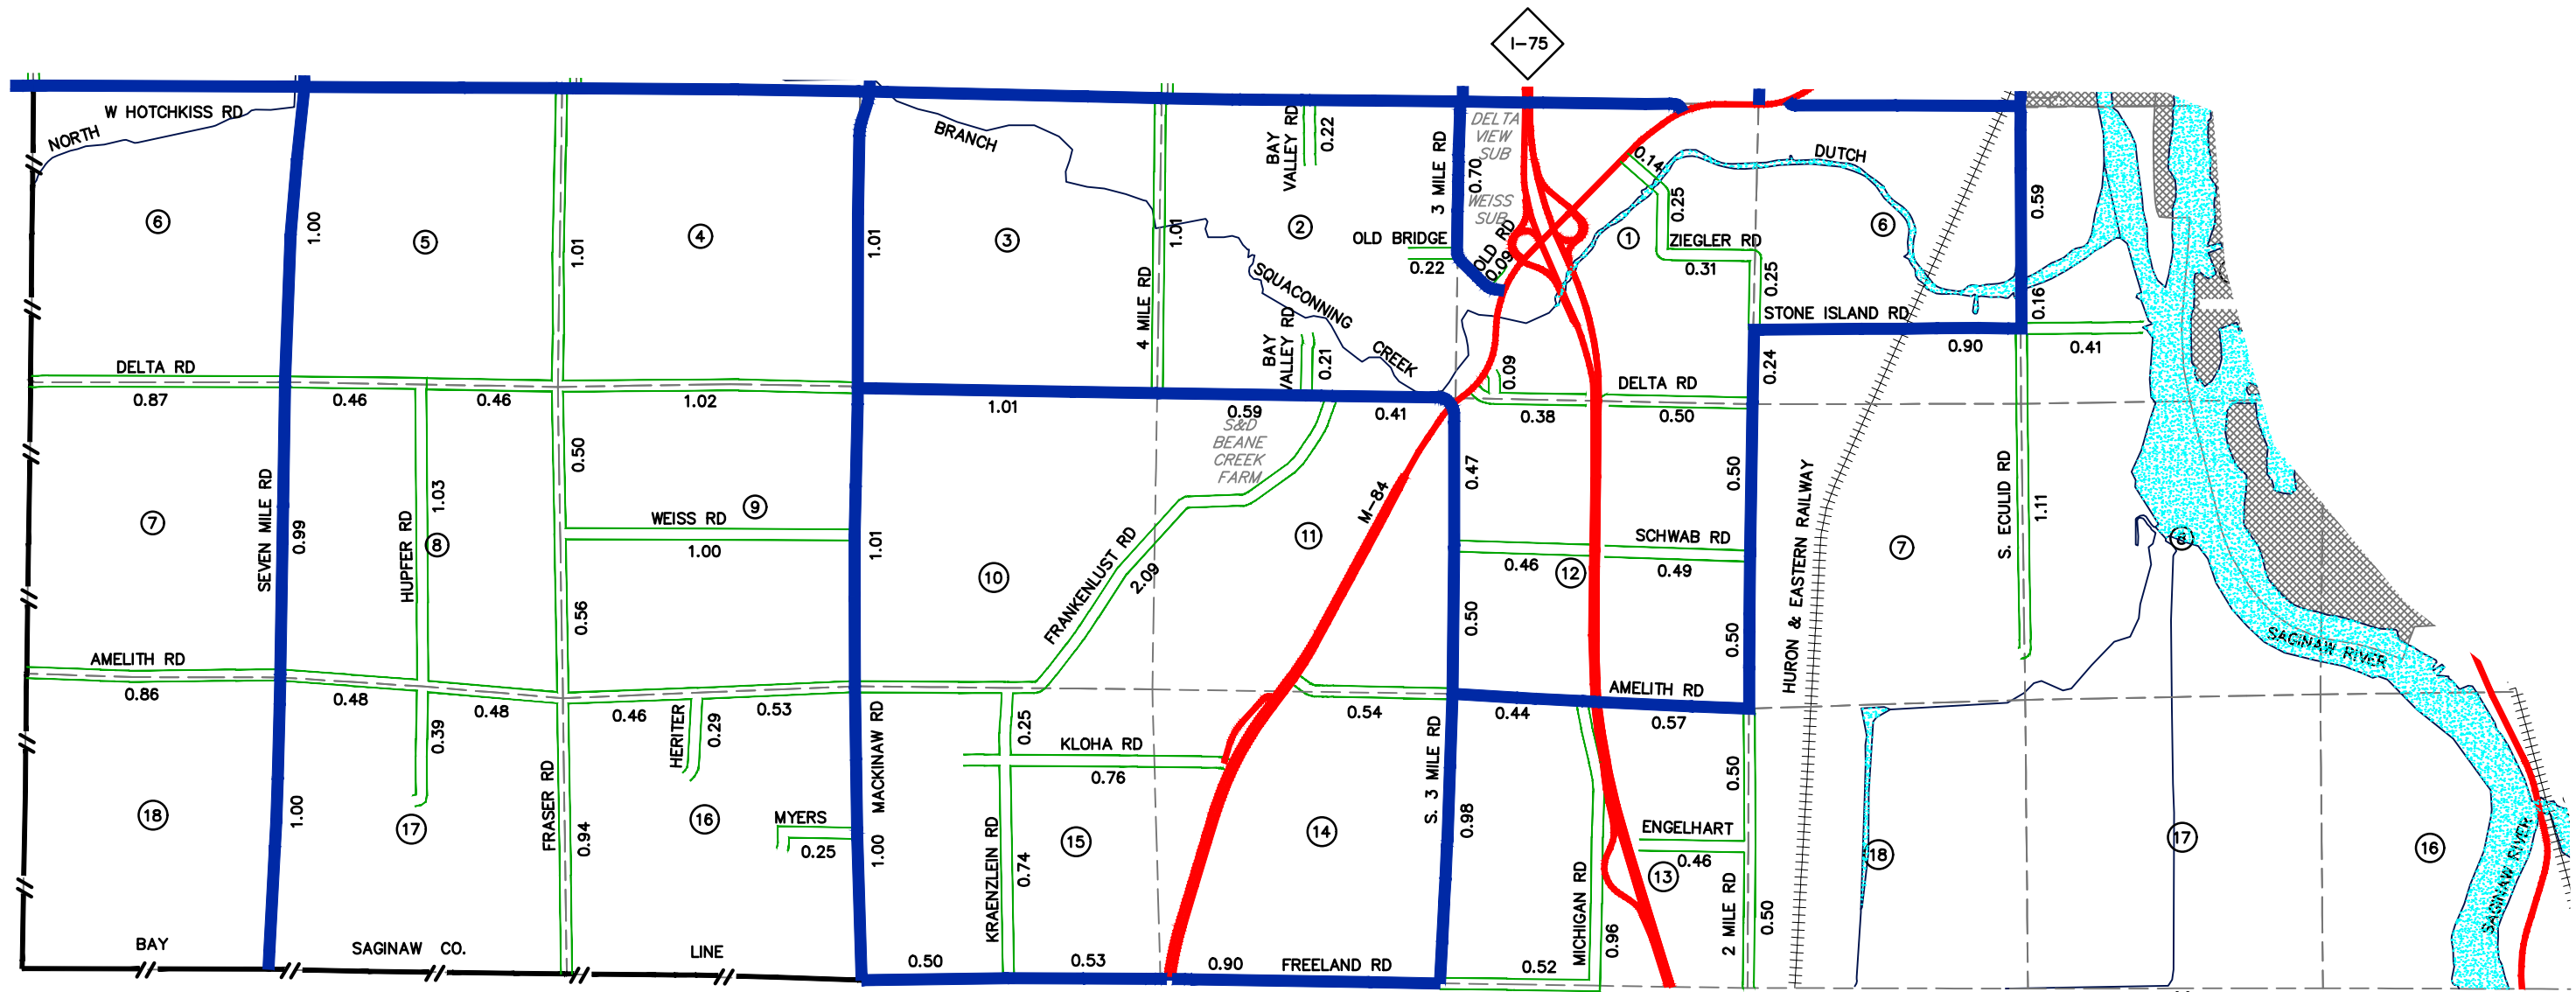 I-75
W HOTCHKISS RD
NORTH
BRANCH
BAY
VALLEY RD
0.22
3 MILE RD
0.70
DELTA
VIEW
SUB
WEISS
SUB
0.14
DUTCH
0.25
0.59
6
1.00
5
1.01
4
1.01
3
1.01
2
OLD BRIDGE
0.22
OLD RD
0.09
1
ZIEGLER RD
0.31
0.25
6
0.16
4 MILE RD
SQUACONNING
CREEK
BAY
VALLEY RD
0.21
STONE ISLAND RD
0.90
0.41
DELTA RD
0.87
0.46
0.46
1.02
1.01
0.59
0.41
0.09
DELTA RD
0.38
0.50
0.24
S&D
BEANE
CREEK
FARM
7
SEVEN MILE RD
0.99
HUPFER RD
1.03
8
0.50
WEISS RD
9
1.00
1.01
10
FRANKENLUST RD
2.09
11
M-84
0.47
0.50
SCHWAB RD
0.46
0.49
12
0.50
0.50
HURON & EASTERN RAILWAY
7
S. ECULID RD
1.11
8
0.56
AMELITH RD
0.86
0.48
0.48
0.46
0.53
0.54
AMELITH RD
0.44
0.57
SAGINAW RIVER
0.39
HERITER
0.29
MACKINAW RD
1.00
0.25
KLOHA RD
0.76
S. 3 MILE RD
0.98
0.50
18
1.00
17
FRASER RD
0.94
16
MYERS
0.25
KRAENZLEIN RD
0.74
15
14
MICHIGAN RD
0.96
ENGELHART
0.46
13
2 MILE RD
0.50
18
17
16
SAGINAW RIVER
BAY
SAGINAW CO.
LINE
0.50
0.53
0.90
FREELAND RD
0.52